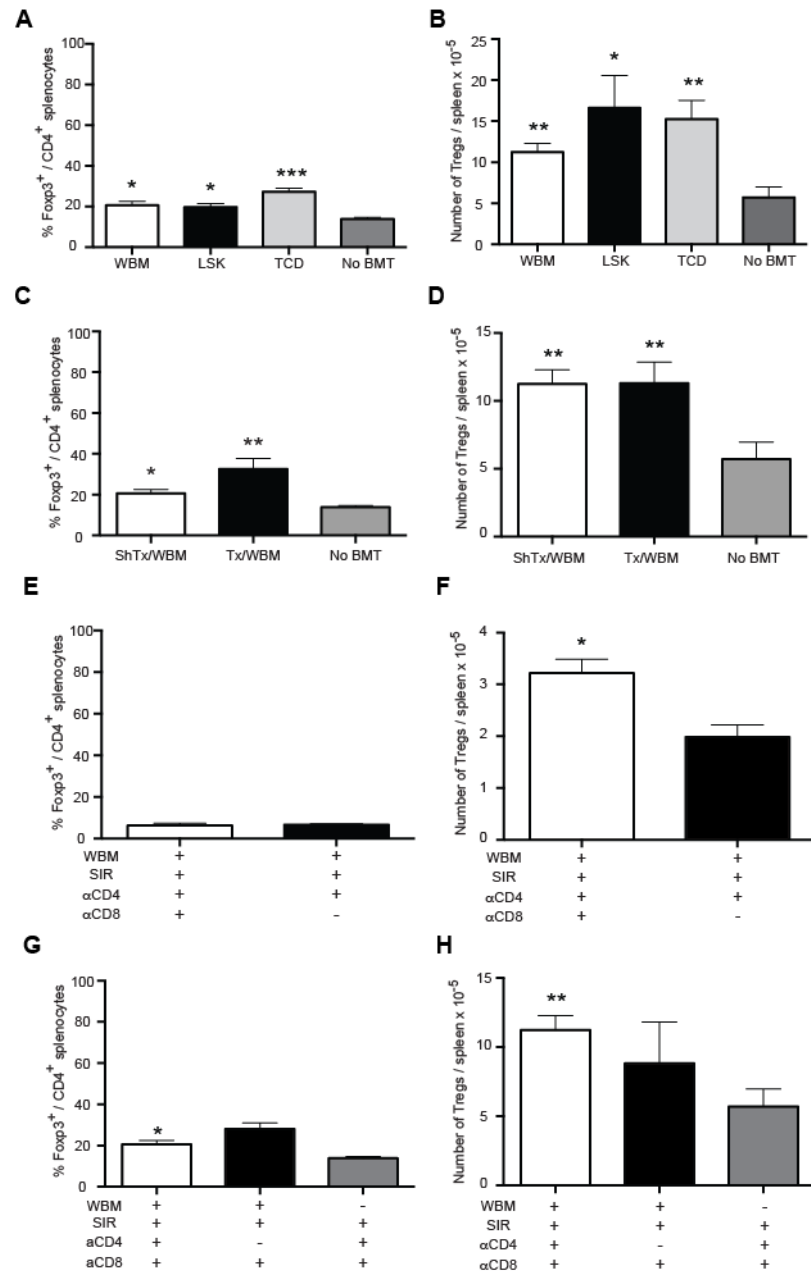 A
% Foxp3+ / CD4+ splenocytes
100
80
60
40
20
0
* * ***
WBM LSK TCD No BMT
B
Number of Tregs / spleen x 10-5
25
20
15
10
5
0
** * **
WBM LSK TCD No BMT
C
% Foxp3+ / CD4+ splenocytes
100
80
60
40
20
0
* **
ShTx/WBM Tx/WBM No BMT
D
Number of Tregs / spleen x 10-5
15
10
5
0
** **
ShTx/WBM Tx/WBM No BMT
E
% Foxp3+ / CD4+ splenocytes
100
80
60
40
20
0
WBM + +
SIR + +
αCD4 + +
αCD8 + -
F
Number of Tregs / spleen x 10-5
4
3
2
1
0
*
WBM + +
SIR + +
αCD4 + +
αCD8 + -
G
% Foxp3+ / CD4+ splenocytes
100
80
60
40
20
0
*
WBM + + -
SIR + + +
aCD4 + - +
aCD8 + + +
H
Number of Tregs / spleen x 10-5
15
10
5
0
**
WBM + + -
SIR + + +
αCD4 + - +
αCD8 + + +